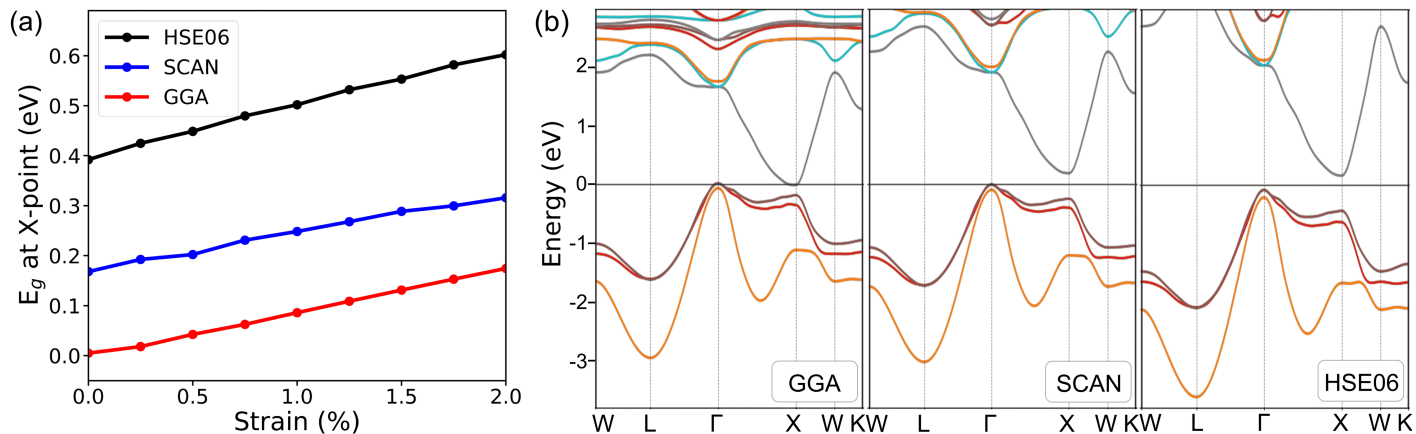 (a)
E_g at X-point (eV)
0.6
0.5
0.4
0.3
0.2
0.1
0.0
HSE06
SCAN
GGA
0.0 0.5 1.0 1.5 2.0
Strain (%)
(b)
Energy (eV)
2
1
0
-1
-2
-3
GGA
SCAN
HSE06
W L Γ X W K
W L Γ X W K
W L Γ X W K